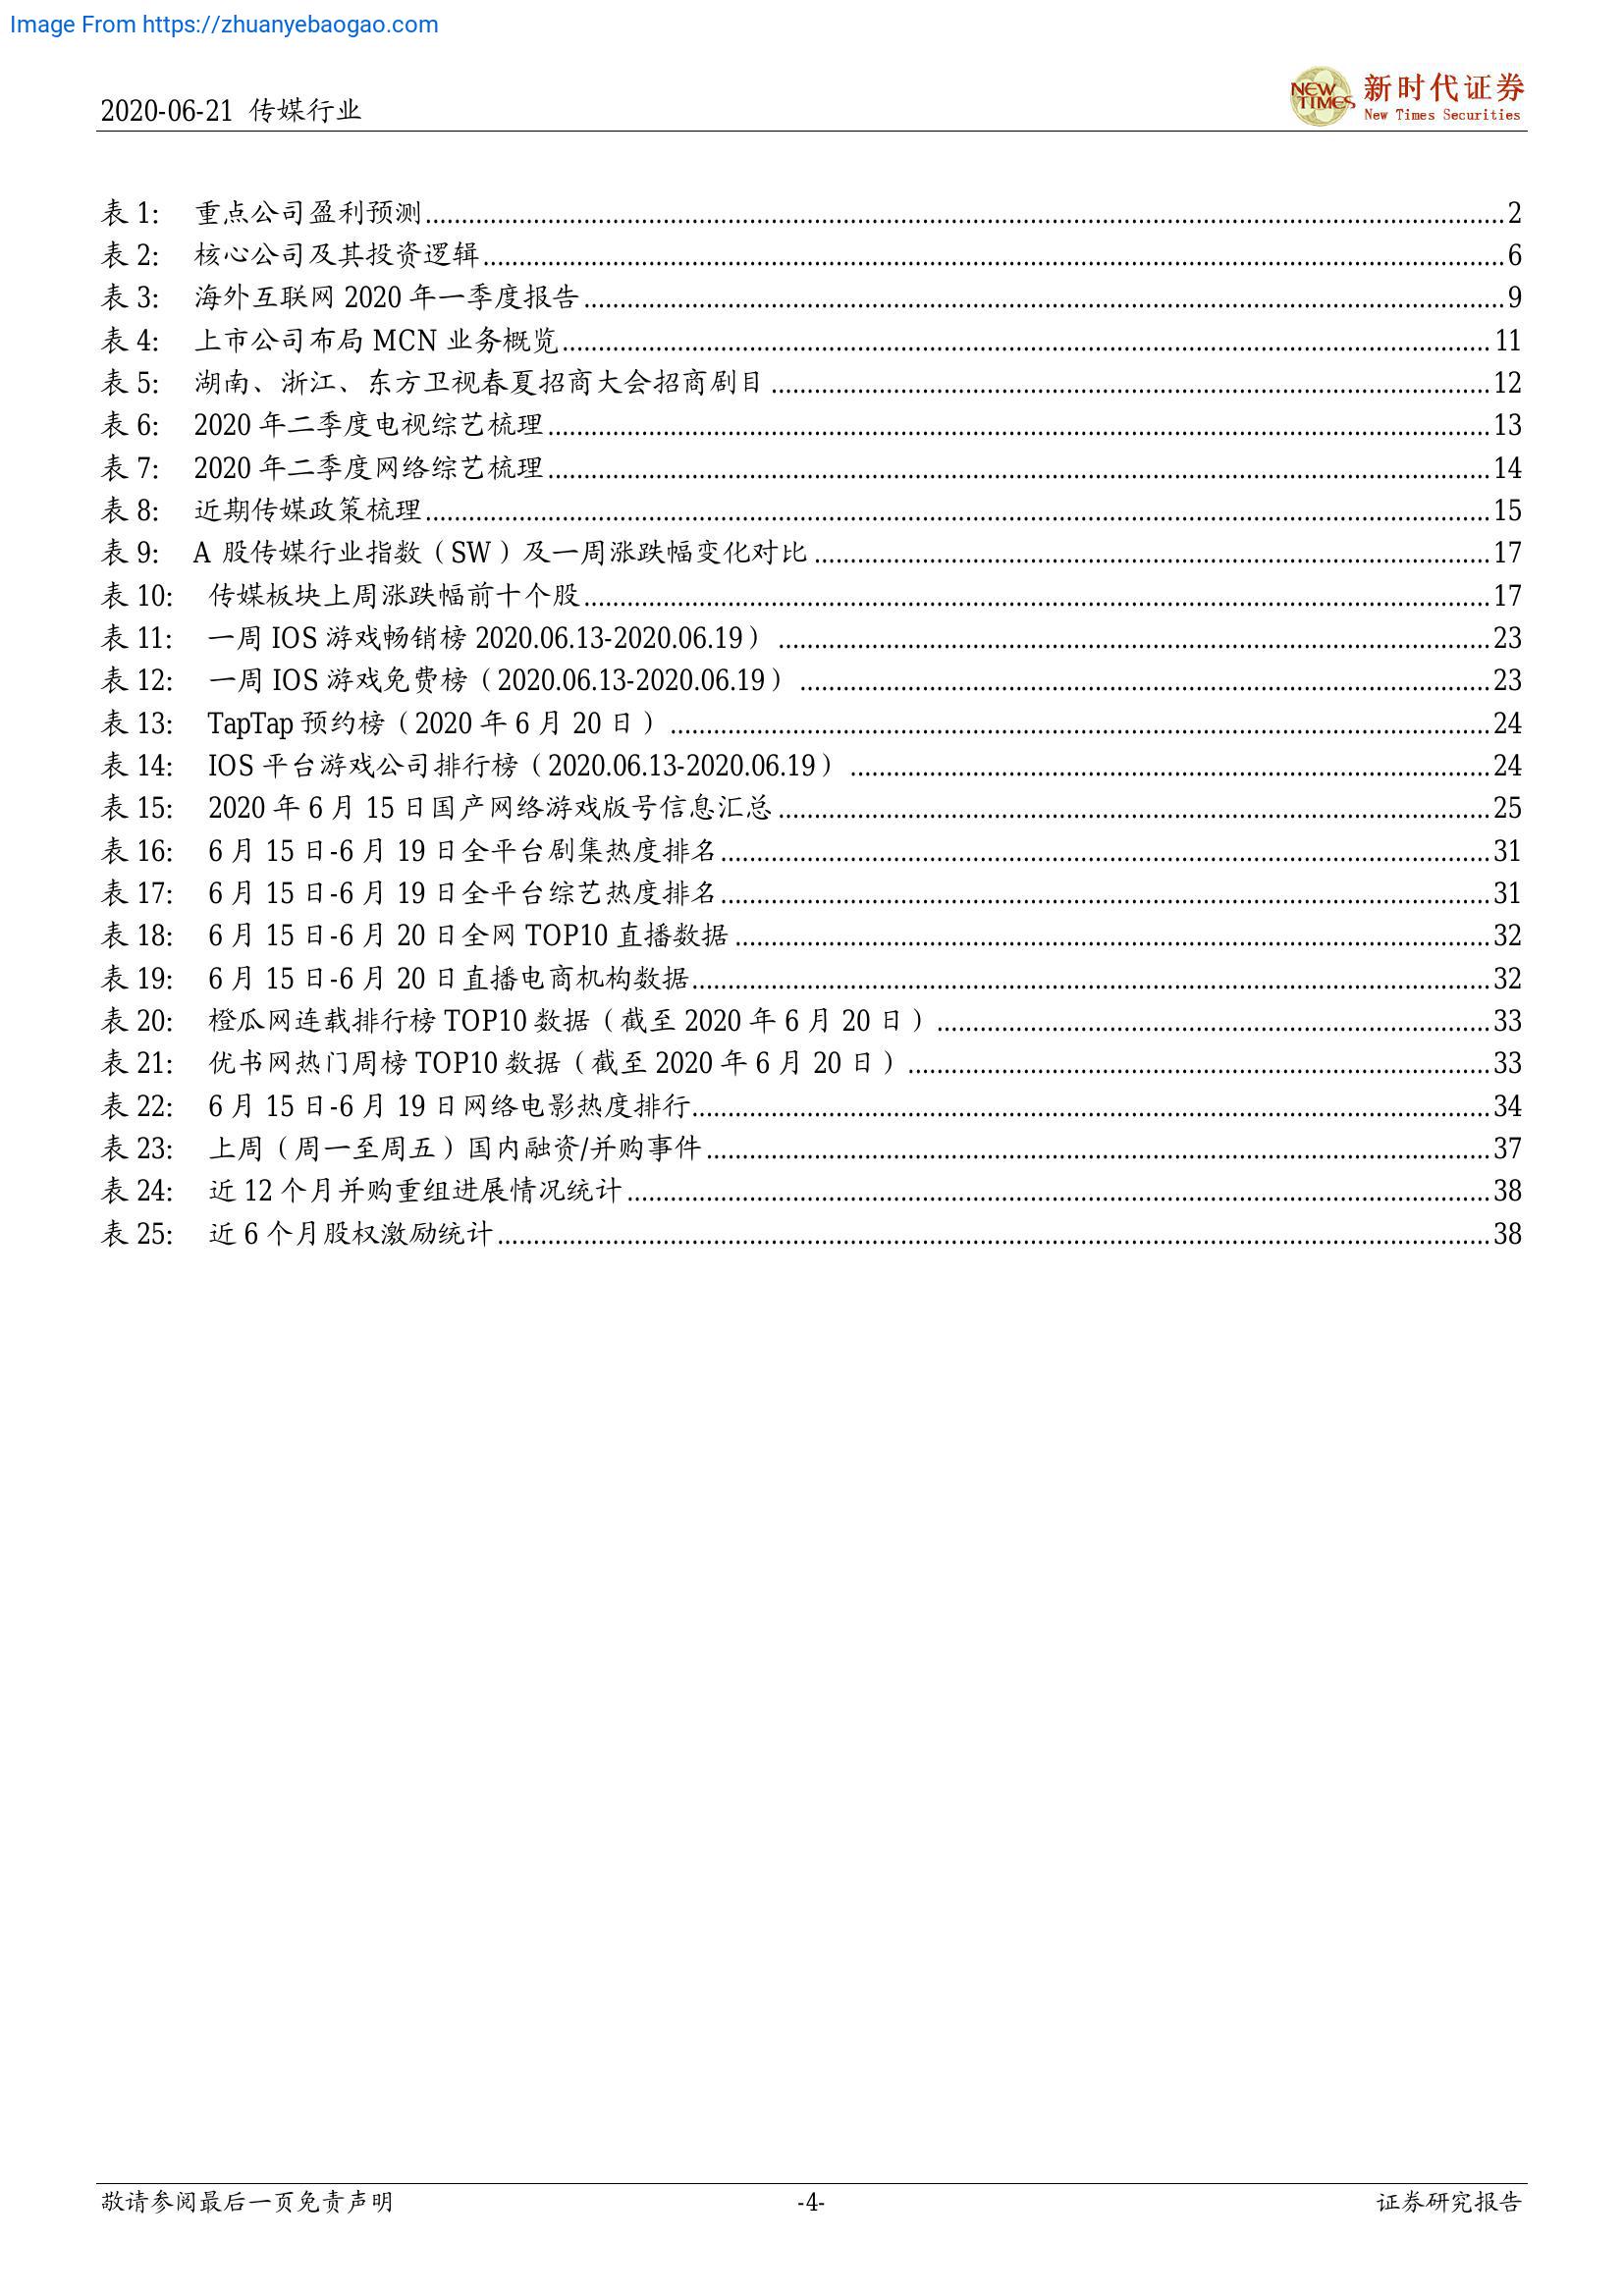 Image From https://zhuanyebaogao.com
2020-06-21 传媒行业
NEW TIMES 新时代证券
New Times Securities
表 1: 重点公司盈利预测 2
表 2: 核心公司及其投资逻辑 6
表 3: 海外互联网 2020 年一季度报告 9
表 4: 上市公司布局 MCN 业务概览 11
表 5: 湖南、浙江、东方卫视春夏招商大会招商剧目 12
表 6: 2020 年二季度电视综艺梳理 13
表 7: 2020 年二季度网络综艺梳理 14
表 8: 近期传媒政策梳理 15
表 9: A 股传媒行业指数（SW）及一周涨跌幅变化对比 17
表 10: 传媒板块上周涨跌幅前十个股 17
表 11: 一周 IOS 游戏畅销榜 2020.06.13-2020.06.19） 23
表 12: 一周 IOS 游戏免费榜（2020.06.13-2020.06.19） 23
表 13: TapTap 预约榜（2020 年 6 月 20 日） 24
表 14: IOS 平台游戏公司排行榜（2020.06.13-2020.06.19） 24
表 15: 2020 年 6 月 15 日国产网络游戏版号信息汇总 25
表 16: 6 月 15 日-6 月 19 日全平台剧集热度排名 31
表 17: 6 月 15 日-6 月 19 日全平台综艺热度排名 31
表 18: 6 月 15 日-6 月 20 日全网 TOP10 直播数据 32
表 19: 6 月 15 日-6 月 20 日直播电商机构数据 32
表 20: 橙瓜网连载排行榜 TOP10 数据（截至 2020 年 6 月 20 日） 33
表 21: 优书网热门周榜 TOP10 数据（截至 2020 年 6 月 20 日） 33
表 22: 6 月 15 日-6 月 19 日网络电影热度排行 34
表 23: 上周（周一至周五）国内融资/并购事件 37
表 24: 近 12 个月并购重组进展情况统计 38
表 25: 近 6 个月股权激励统计 38
敬请参阅最后一页免责声明 -4- 证券研究报告